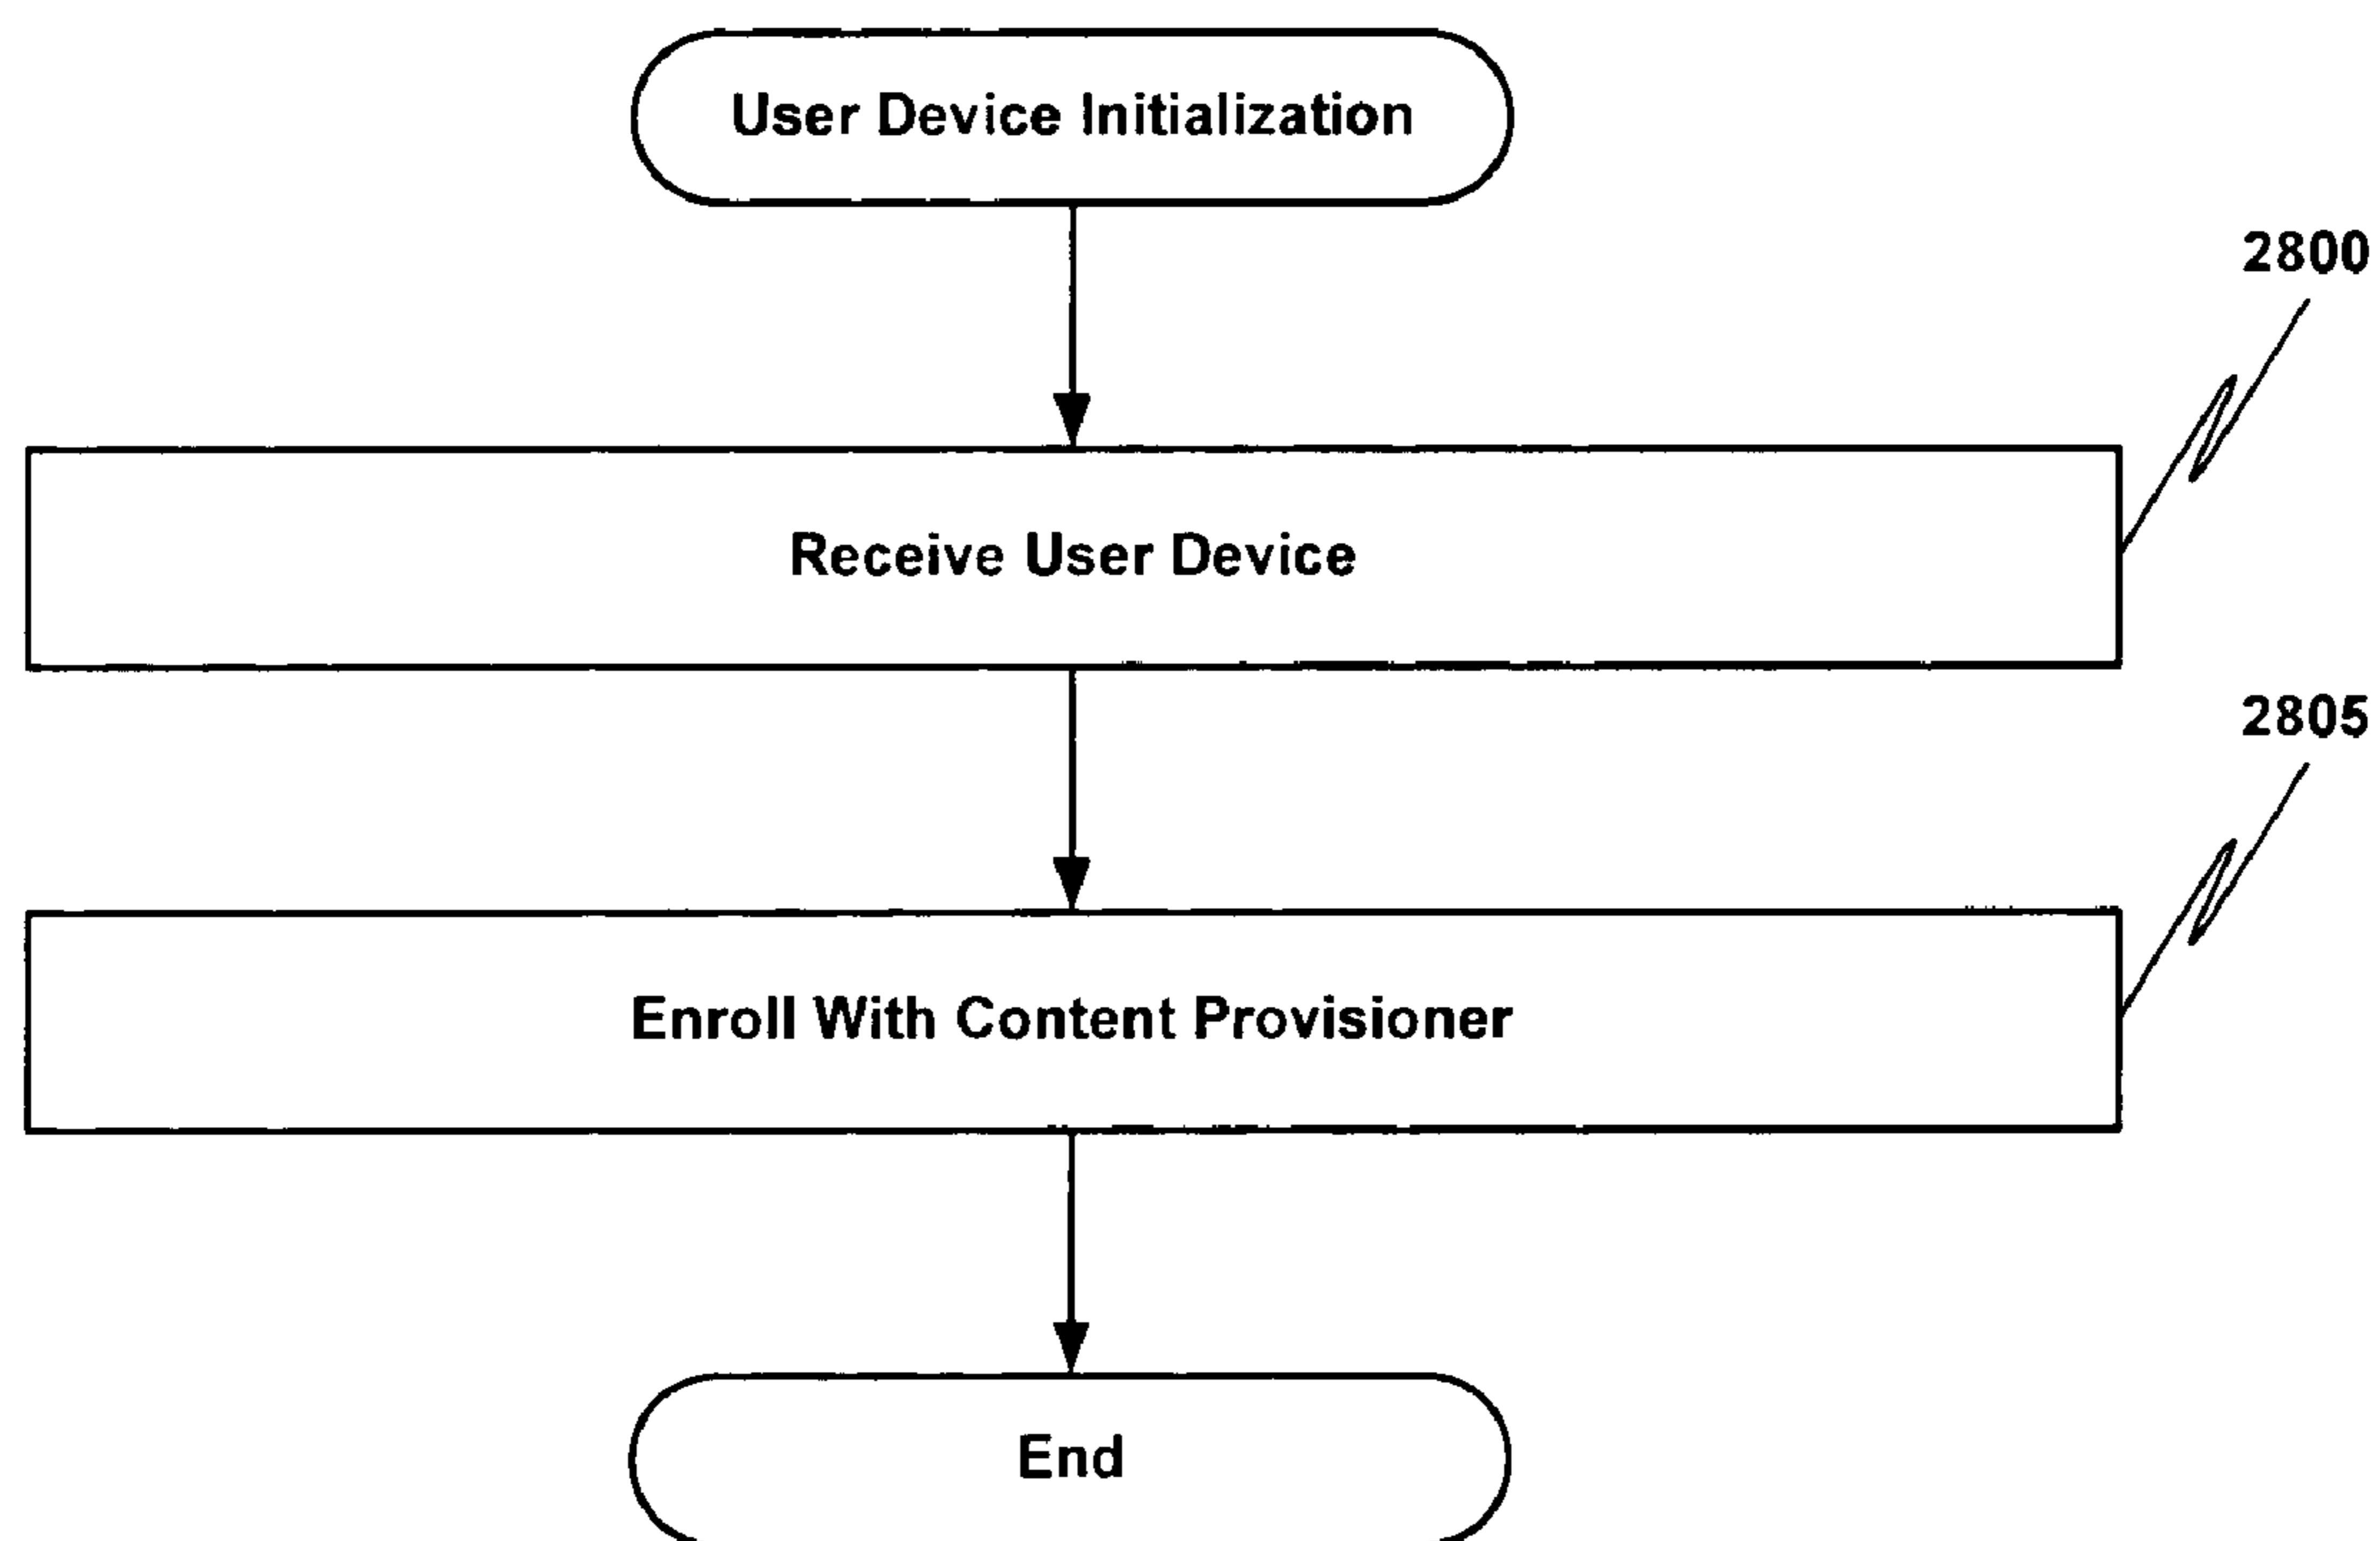 User Device Initialization
2800
Receive User Device
2805
Enroll With Content Provisioner
End